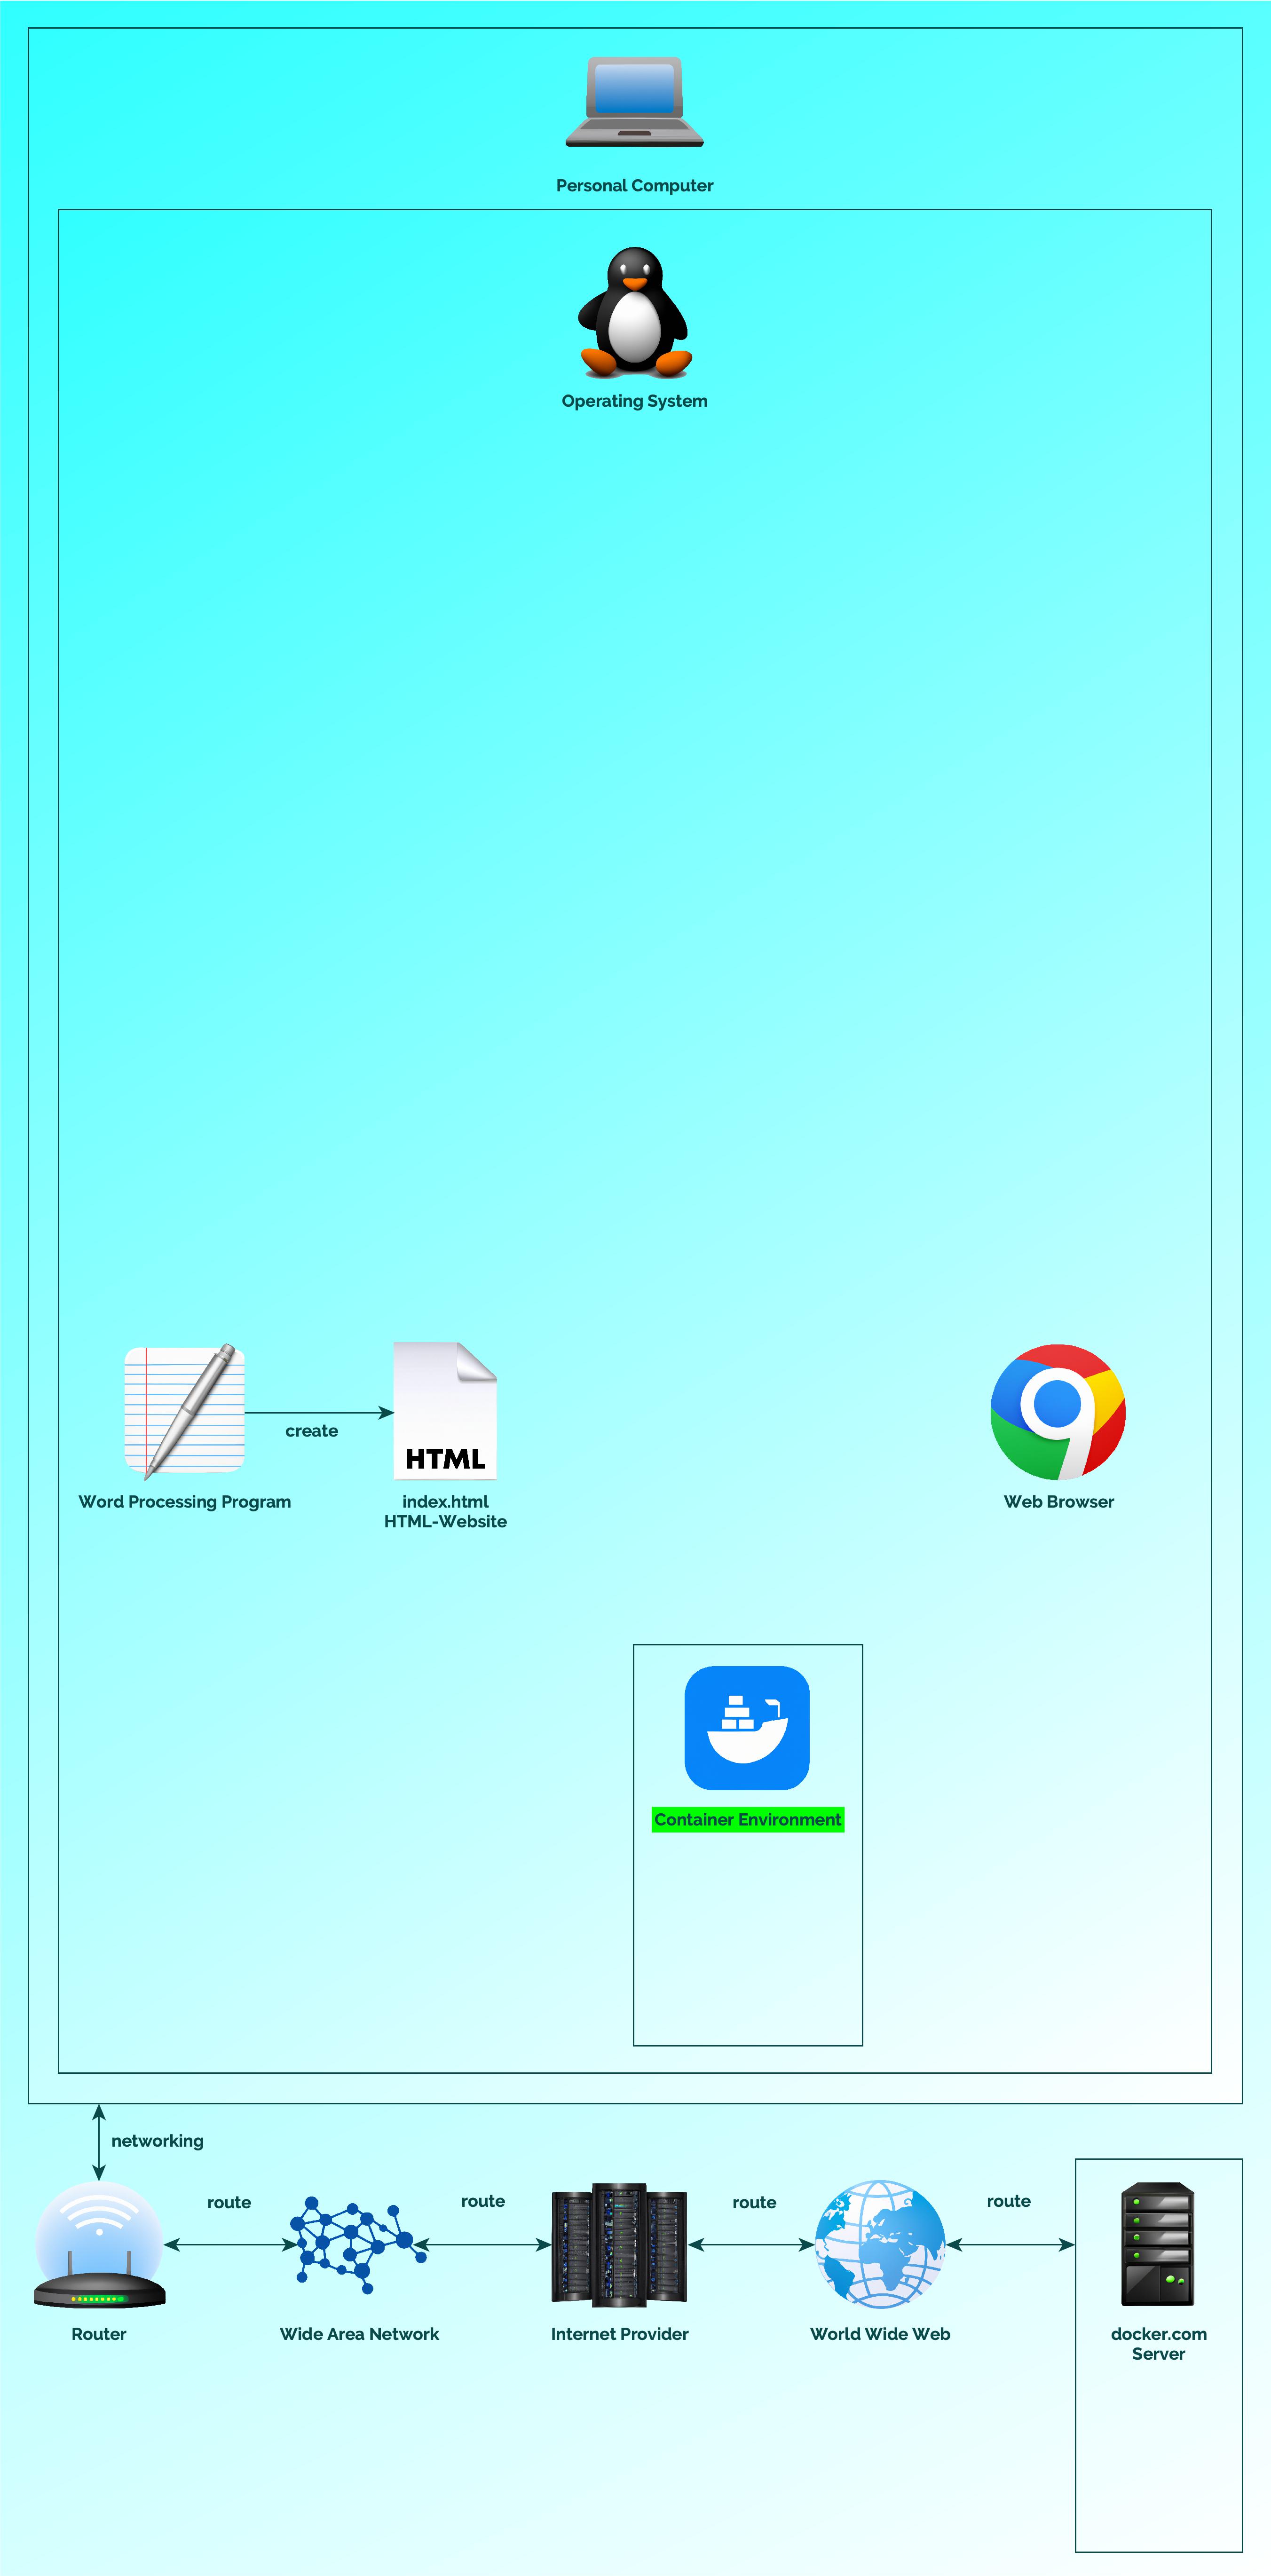 Personal Computer
Operating System
create
HTML
Word Processing Program
index.html
HTML-Website
Web Browser
Container Environment
networking
route
route
route
route
Router
Wide Area Network
Internet Provider
World Wide Web
docker.com
Server